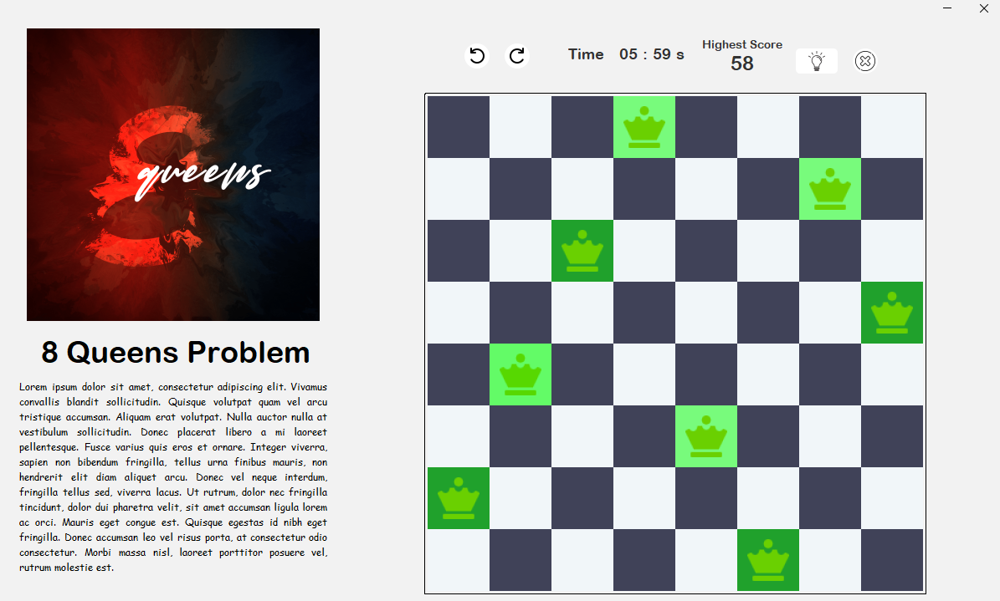 queens
8 Queens Problem
Lorem ipsum dolor sit amet, consectetur adipiscing elit. Vivamus
convallis blandit sollicitudin. Quisque volutpat quam vel arcu
tristique accumsan. Aliquam erat volutpat. Nulla auctor nulla at
vestibulum sollicitudin. Donec placerat libero a mi laoreet
pellentesque. Fusce varius quis eros et ornare. Integer viverra,
sapien non bibendum fringilla, tellus urna finibus mauris, non
hendrerit elit diam aliquet arcu. Donec vel neque interdum,
fringilla tellus sed, viverra lacus. Ut rutrum, dolor nec fringilla
tincidunt, dolor dui pharetra velit, sit amet accumsan ligula lorem
ac orci. Mauris eget congue est. Quisque egestas id nibh eget
fringilla. Donec accumsan leo vel risus porta, at consectetur odio
consectetur. Morbi massa nisl, laoreet porttitor posuere vel,
rutrum molestie est.
Time 05 : 59 s
Highest Score
58